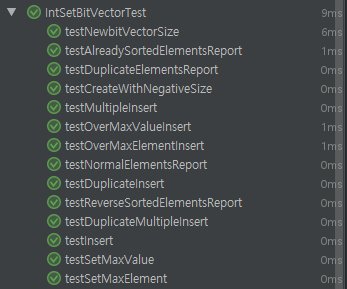 IntSetBitVectorTest 9ms
testNewbitVectorSize 6ms
testAlreadySortedElementsReport 1ms
testDuplicateElementsReport 0ms
testCreateWithNegativeSize 0ms
testMultipleInsert 0ms
testOverMaxValueInsert 1ms
testOverMaxElementInsert 1ms
testNormalElementsReport 0ms
testDuplicateInsert 0ms
testReverseSortedElementsReport 0ms
testDuplicateMultipleInsert 0ms
testInsert 0ms
testSetMaxValue 0ms
testSetMaxElement 0ms